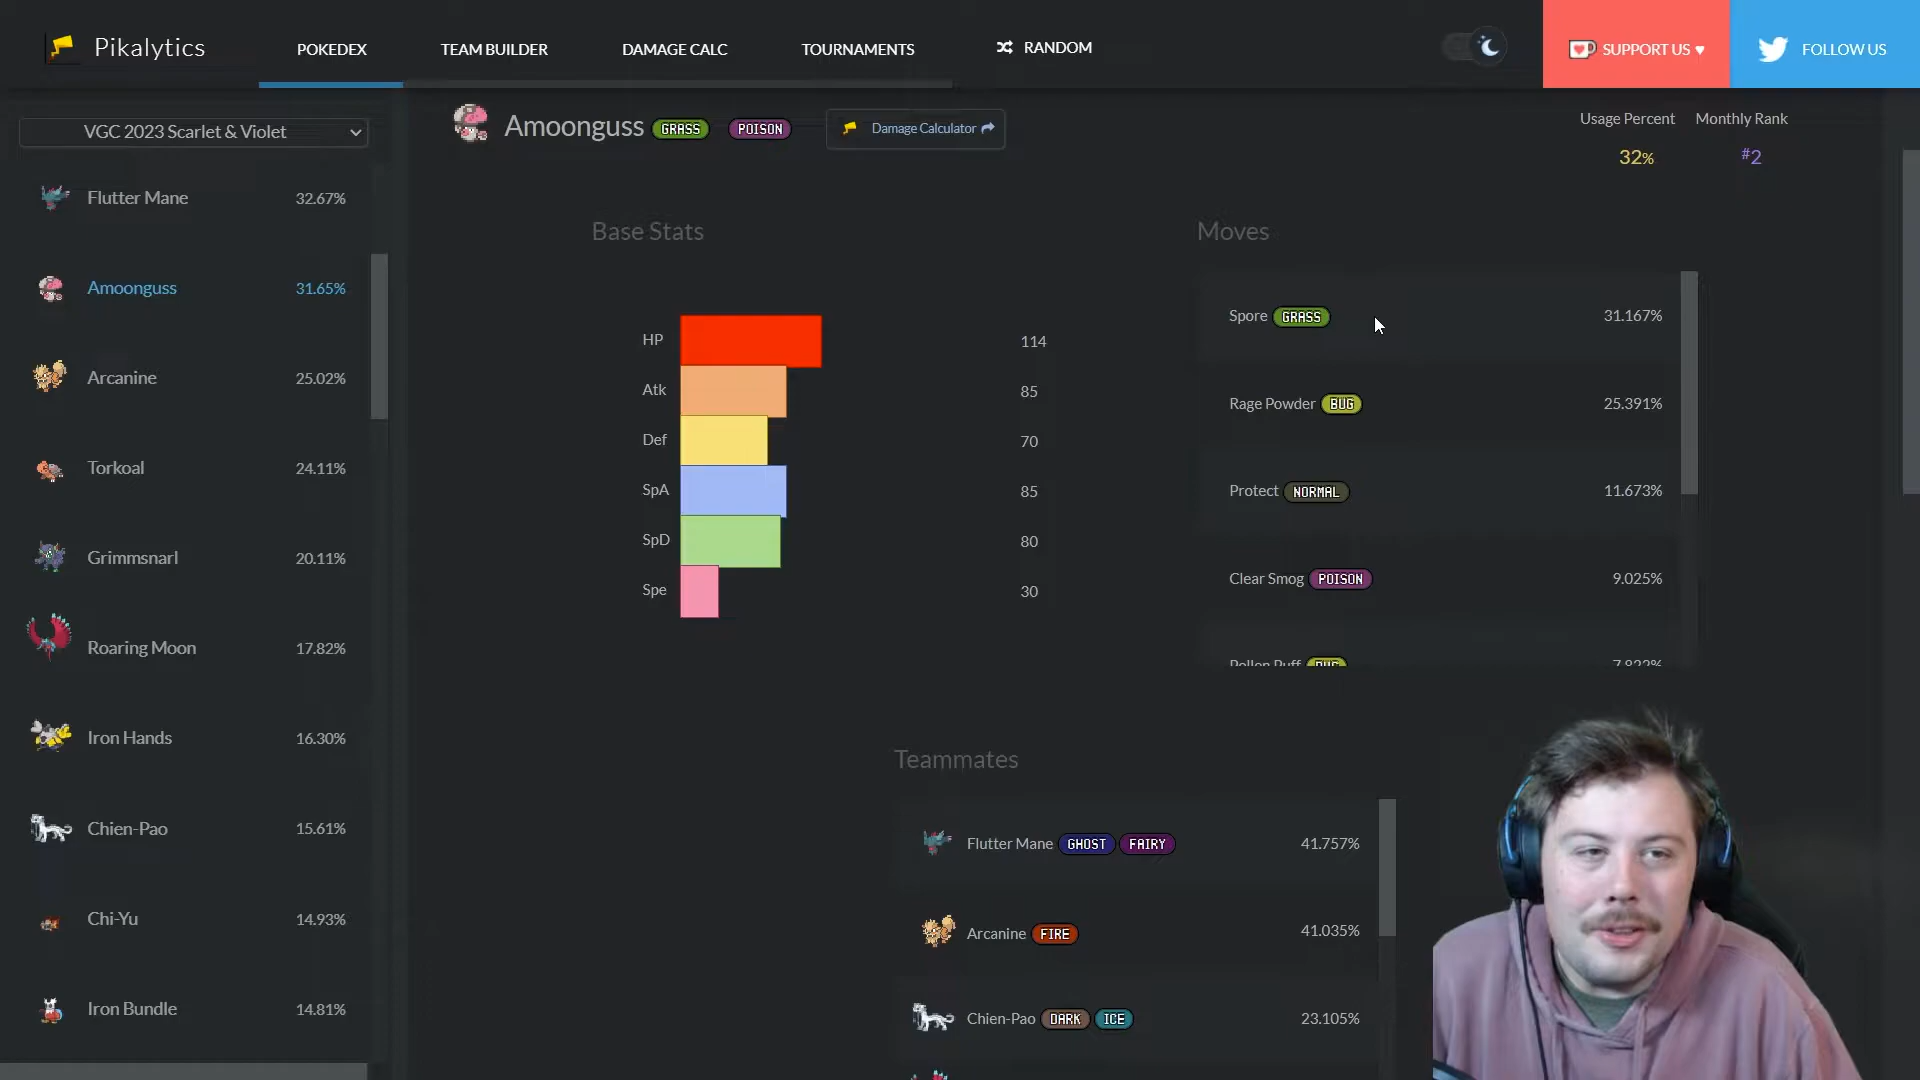 Pikalytics
POKEDEX
TEAM BUILDER
DAMAGE CALC
TOURNAMENTS
RANDOM
SUPPORT US ♥
FOLLOW US
VGC 2023 Scarlet & Violet
Flutter Mane 32.67%
Amoonguss 31.65%
Arcanine 25.02%
Torkoal 24.11%
Grimmsnarl 20.11%
Roaring Moon 17.82%
Iron Hands 16.30%
Chien-Pao 15.61%
Chi-Yu 14.93%
Iron Bundle 14.81%
Amoonguss GRASS POISON
Damage Calculator
Usage Percent Monthly Rank
32% #2
Base Stats
HP 114
Atk 85
Def 70
SpA 85
SpD 80
Spe 30
Moves
Spore GRASS 31.167%
Rage Powder BUG 25.391%
Protect NORMAL 11.673%
Clear Smog POISON 9.025%
Pollen Puff BUG 7.822%
Teammates
Flutter Mane GHOST FAIRY 41.757%
Arcanine FIRE 41.035%
Chien-Pao DARK ICE 23.105%